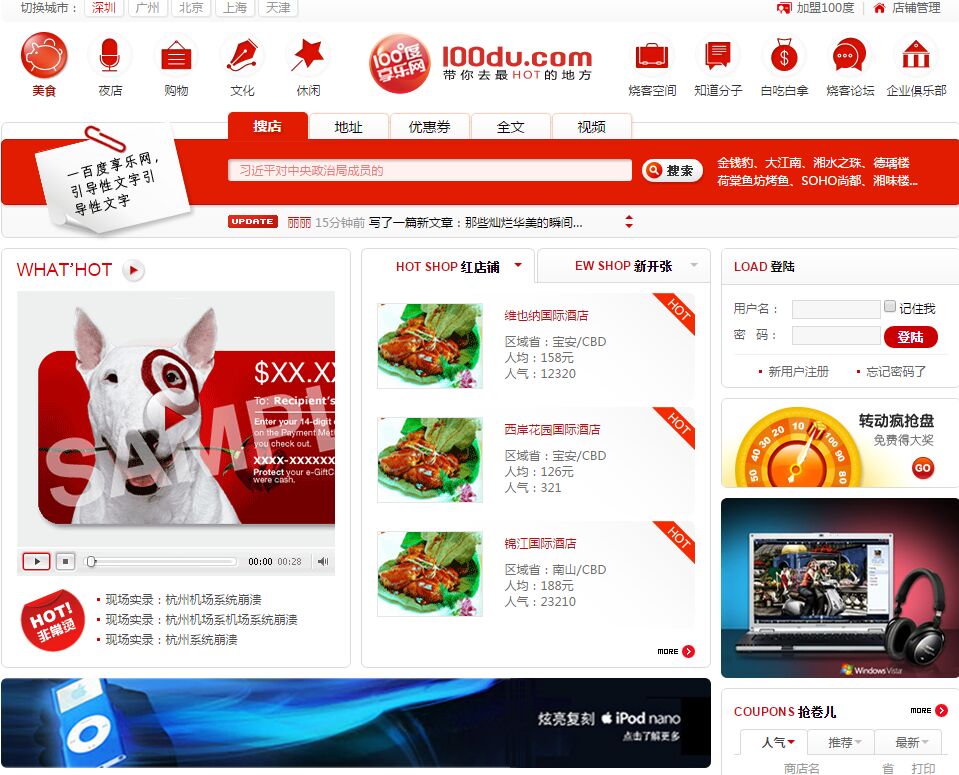 切换城市： 深圳 广州 北京 上海 天津 加盟100度 店铺管理
美食 夜店 购物 文化 休闲
100度享乐网
100du.com
带你去最HOT的地方
烧客空间 知道分子 白吃白拿 烧客论坛 企业俱乐部
搜店 地址 优惠券 全文 视频
一百度享乐网，
引导性文字引
导性文字
习近平对中央政治局成员的
搜索
金钱豹、大江南、湘水之珠、德瑀楼
荷棠鱼坊烤鱼、SOHO尚都、湘味楼...
UPDATE 丽丽 15分钟前 写了一篇新文章：那些灿烂华美的瞬间...
WHAT'HOT
$XX.XX
To: Recipient's
Enter your 14-digit
on the Payment Met
you check out.
xxxx-xxxxxx
Protect your e-GiftC
were cash.
SAMPL
00:00 00:28
HOT!
非常烫
现场实录：杭州机场系统崩溃
现场实录：杭州机场系机场系统崩溃
现场实录：杭州系统崩溃
HOT SHOP 红店铺
EW SHOP 新开张
维也纳国际酒店
HOT
区域省：宝安/CBD
人均：158元
人气：12320
西岸花园国际酒店
HOT
区域省：宝安/CBD
人均：126元
人气：321
锦江国际酒店
HOT
区域省：南山/CBD
人均：188元
人气：23210
MORE
LOAD 登陆
用户名： 记住我
密 码： 登陆
新用户注册 忘记密码了
转动疯抢盘
免费得大奖
GO
50 40 30 20 10 100 90 80
Windows Vista
炫亮复刻 iPod nano
点击了解更多
COUPONS 抢卷儿
MORE
人气 推荐 最新
商店名 省 打印